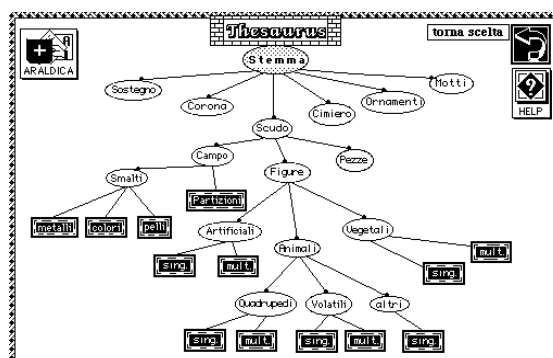 Thesaurus
torna scelta
ARALDICA
HELP
Stemma
Sostegno
Corona
Cimiero
Ornamenti
Motti
Scudo
Campo
Figure
Pezze
Smalti
Partizioni
metalli
colori
pelli
Artificiali
Animali
Vegetali
sing.
mult.
sing.
mult.
Quadrupedi
Volatili
altri
sing.
mult.
sing.
mult.
sing.